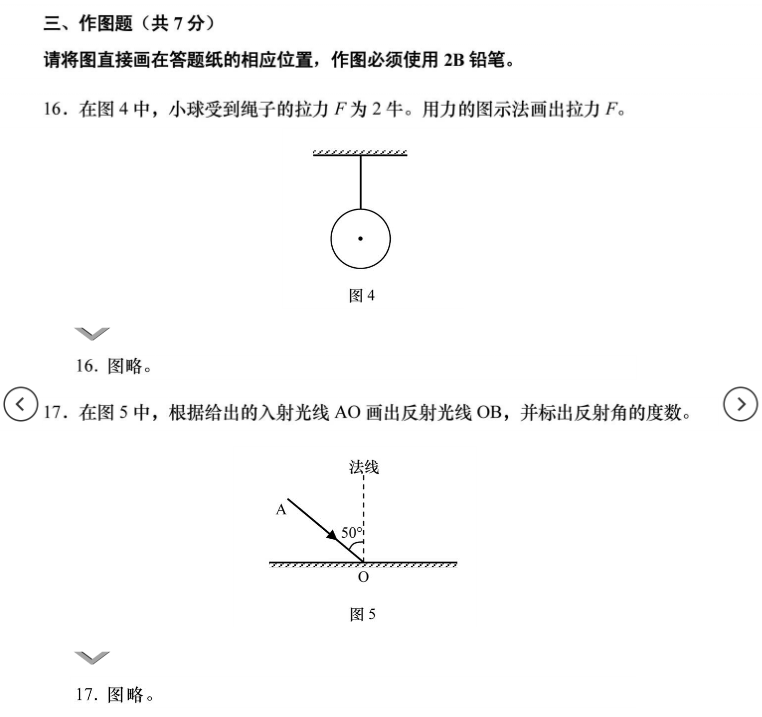 三、作图题（共 7 分）
请将图直接画在答题纸的相应位置，作图必须使用 2B 铅笔。
16．在图 4 中，小球受到绳子的拉力 F 为 2 牛。用力的图示法画出拉力 F。
图 4
16. 图略。
17．在图 5 中，根据给出的入射光线 AO 画出反射光线 OB，并标出反射角的度数。
法线
A
50°
O
图 5
17. 图略。